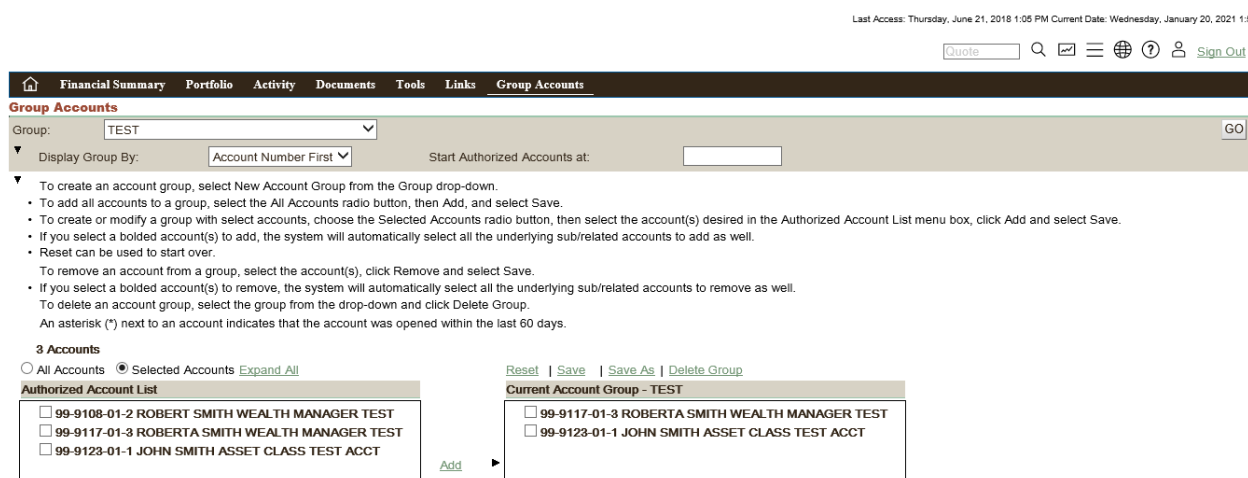 Last Access: Thursday, June 21, 2018 1:05 PM Current Date: Wednesday, January 20, 2021
Quote Sign Out
Financial Summary Portfolio Activity Documents Tools Links Group Accounts
Group Accounts
Group: TEST GO
Display Group By: Account Number First Start Authorized Accounts at:
To create an account group, select New Account Group from the Group drop-down.
• To add all accounts to a group, select the All Accounts radio button, then Add, and select Save.
• To create or modify a group with select accounts, choose the Selected Accounts radio button, then select the account(s) desired in the Authorized Account List menu box, click Add and select Save.
• If you select a bolded account(s) to add, the system will automatically select all the underlying sub/related accounts to add as well.
• Reset can be used to start over.
To remove an account from a group, select the account(s), click Remove and select Save.
• If you select a bolded account(s) to remove, the system will automatically select all the underlying sub/related accounts to remove as well.
To delete an account group, select the group from the drop-down and click Delete Group.
An asterisk (*) next to an account indicates that the account was opened within the last 60 days.
3 Accounts
All Accounts Selected Accounts Expand All
Reset | Save | Save As | Delete Group
Authorized Account List
99-9108-01-2 ROBERT SMITH WEALTH MANAGER TEST
99-9117-01-3 ROBERTA SMITH WEALTH MANAGER TEST
99-9123-01-1 JOHN SMITH ASSET CLASS TEST ACCT
Add
Current Account Group - TEST
99-9117-01-3 ROBERTA SMITH WEALTH MANAGER TEST
99-9123-01-1 JOHN SMITH ASSET CLASS TEST ACCT